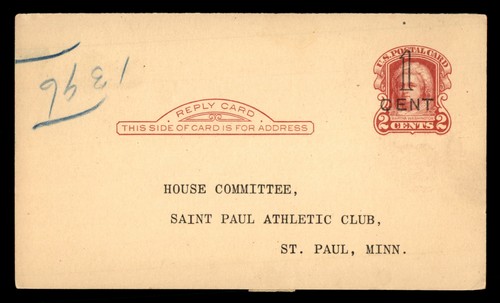 1396
U.S. POSTAL CARD
1
CENT
2 CENTS 2
REPLY CARD
THIS SIDE OF CARD IS FOR ADDRESS
HOUSE COMMITTEE,
SAINT PAUL ATHLETIC CLUB,
ST. PAUL, MINN.